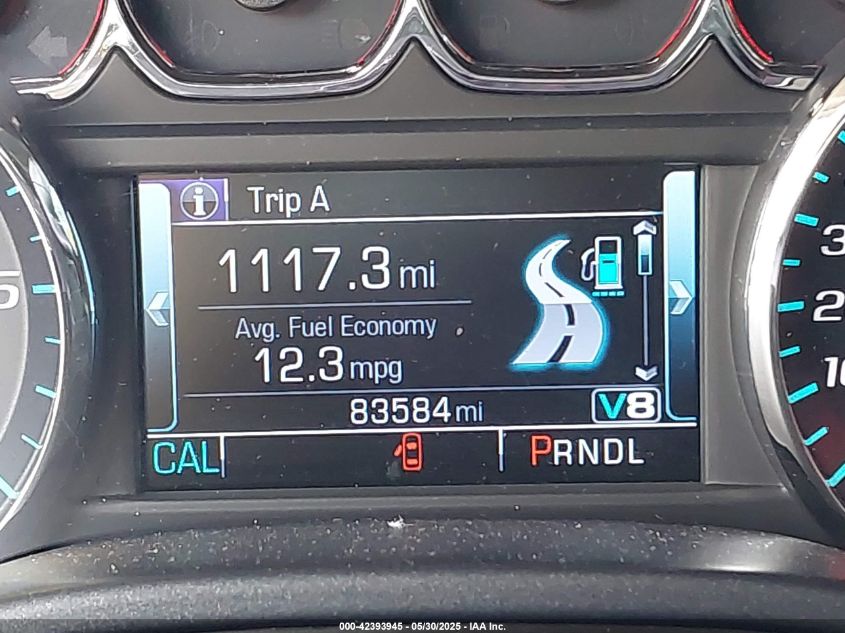 Trip A
1117.3 mi
Avg. Fuel Economy
12.3 mpg
83584 mi V8
CAL PRNDL
000-42393945 - 05/30/2025 - IAA Inc.